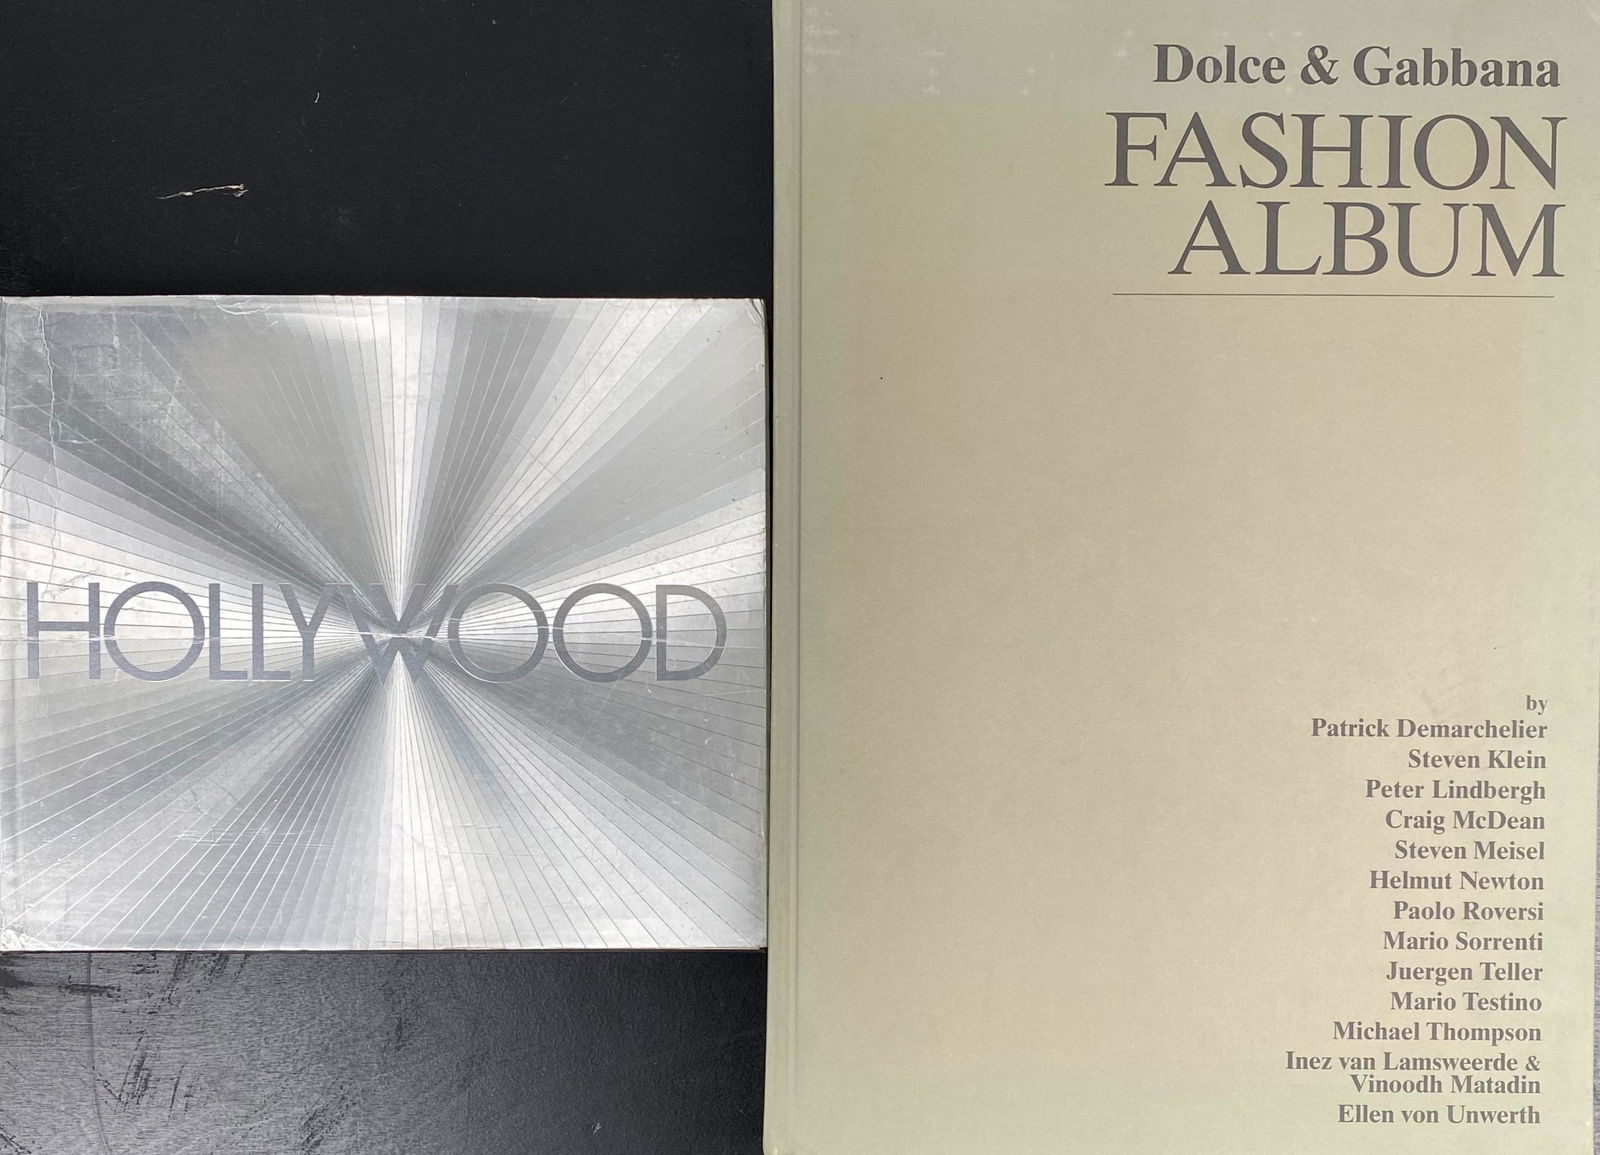 HOLLYWOOD
Dolce & Gabbana
FASHION
ALBUM
by
Patrick Demarchelier
Steven Klein
Peter Lindbergh
Craig McDean
Steven Meisel
Helmut Newton
Paolo Roversi
Mario Sorrenti
Juergen Teller
Mario Testino
Michael Thompson
Inez van Lamsweerde &
Vinoodh Matadin
Ellen von Unwerth